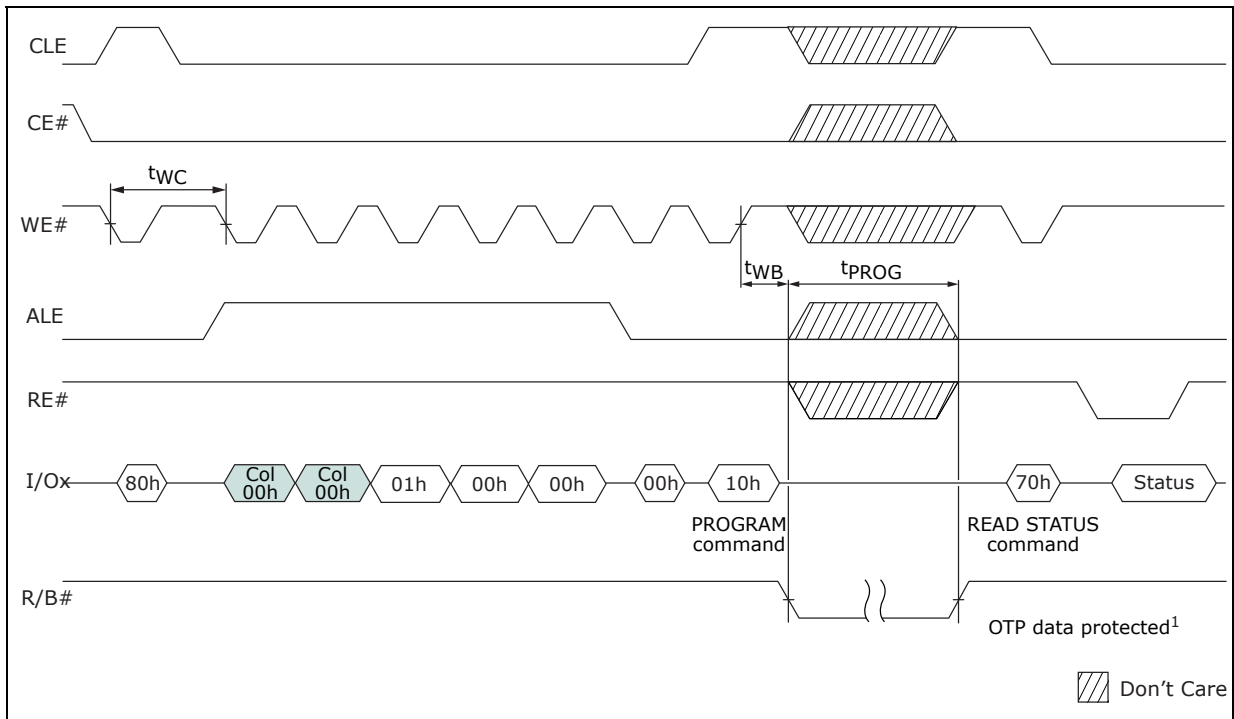 CLE
CE#
tWC
WE#
tWB
tPROG
ALE
RE#
I/Ox
80h
Col
00h
Col
00h
01h
00h
00h
00h
10h
70h
Status
PROGRAM
command
READ STATUS
command
R/B#
OTP data protected1
Don't Care